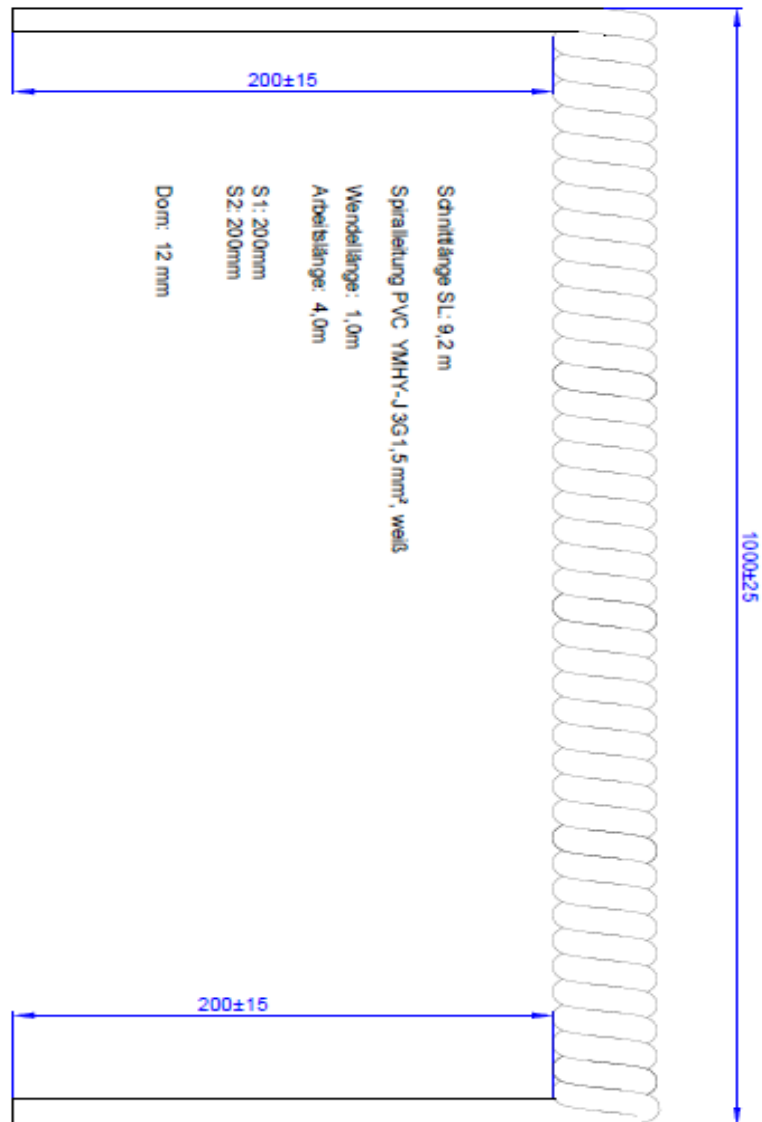 200±15
Schnittlänge SL: 9,2 m
Spiralleitung PVC YMHY-J 3G1,5 mm², weiß
Wendellänge: 1,0m
Arbeitslänge: 4,0m
S1: 200mm
S2: 200mm
Dorn: 12 mm
1000±25
200±15